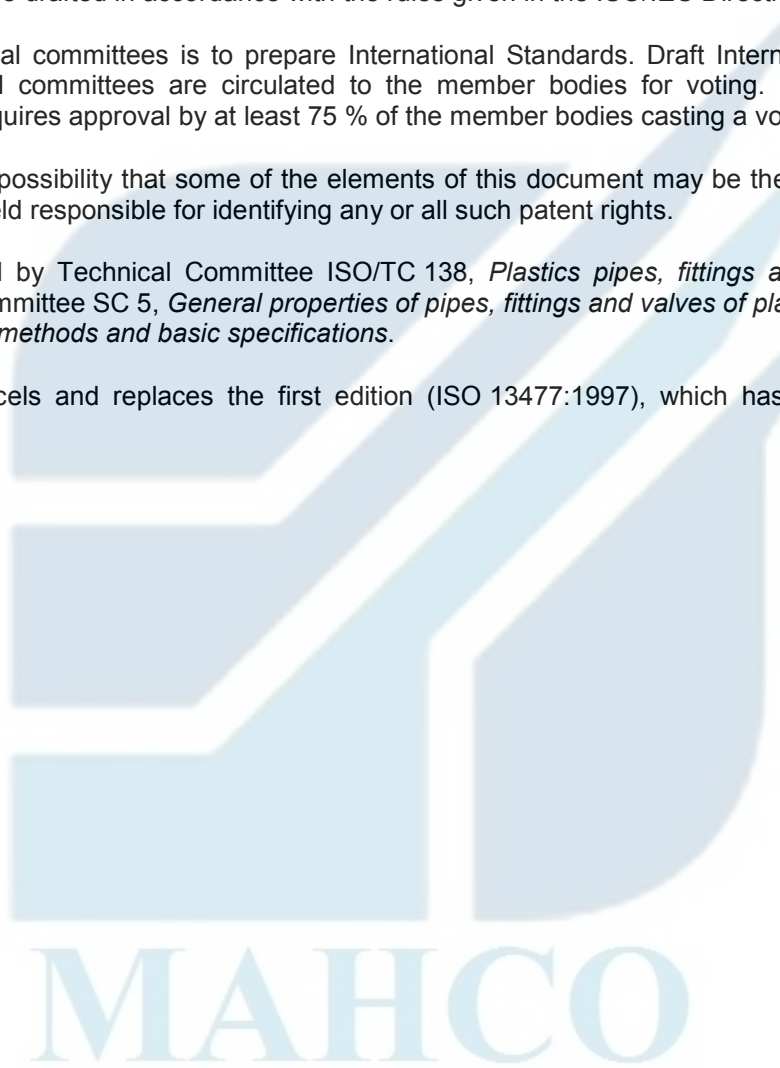 drafted in accordance with the rules given in the
al committees is to prepare International Standards. Draft Intern
committees are circulated to the member bodies for voting.
quires approval by at least 75 % of the member bodies casting a vo
possibility that some of the elements of this document may be the
eld responsible for identifying any or all such patent rights.
by Technical Committee ISO/TC 138, Plastics pipes, fittings a
mmittee SC 5, General properties of pipes, fittings and valves of pla
methods and basic specifications.
cels and replaces the first edition (ISO 13477:1997), which has
MAHCO